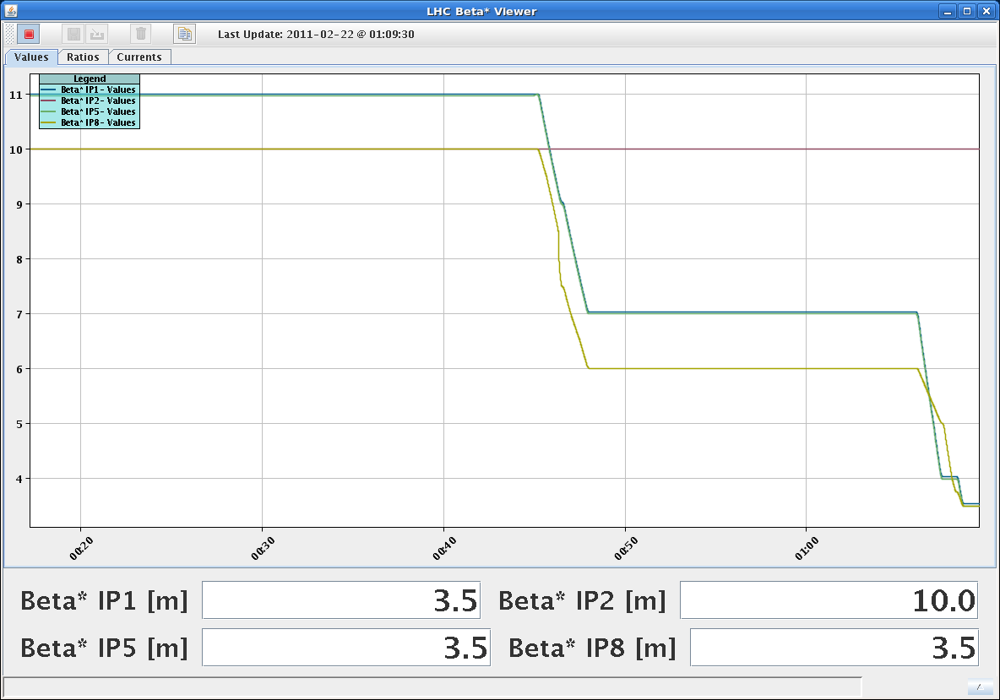 LHC Beta* Viewer
Last Update: 2011-02-22 @ 01:09:30
Values Ratios Currents
Legend
Beta* IP1 - Values
Beta* IP2 - Values
Beta* IP5 - Values
Beta* IP8 - Values
11
10
9
8
7
6
5
4
00:20 00:30 00:40 00:50 01:00
Beta* IP1 [m] 3.5 Beta* IP2 [m] 10.0
Beta* IP5 [m] 3.5 Beta* IP8 [m] 3.5